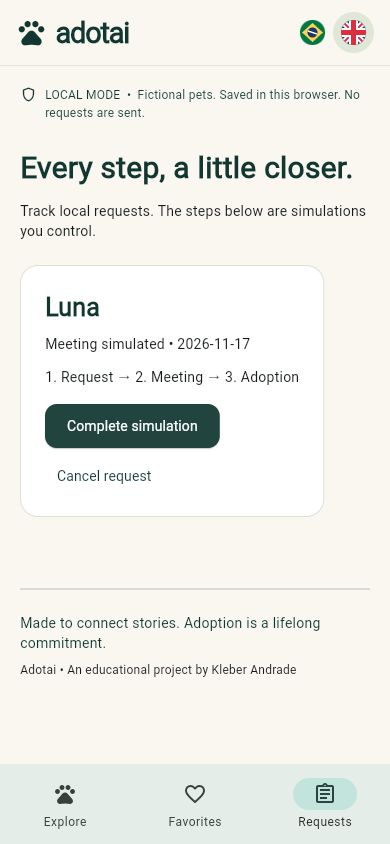 adotai
LOCAL MODE • Fictional pets. Saved in this browser. No
requests are sent.
Every step, a little closer.
Track local requests. The steps below are simulations
you control.
Luna
Meeting simulated • 2026-11-17
1. Request → 2. Meeting → 3. Adoption
Complete simulation
Cancel request
Made to connect stories. Adoption is a lifelong
commitment.
Adotai • An educational project by Kleber Andrade
Explore
Favorites
Requests